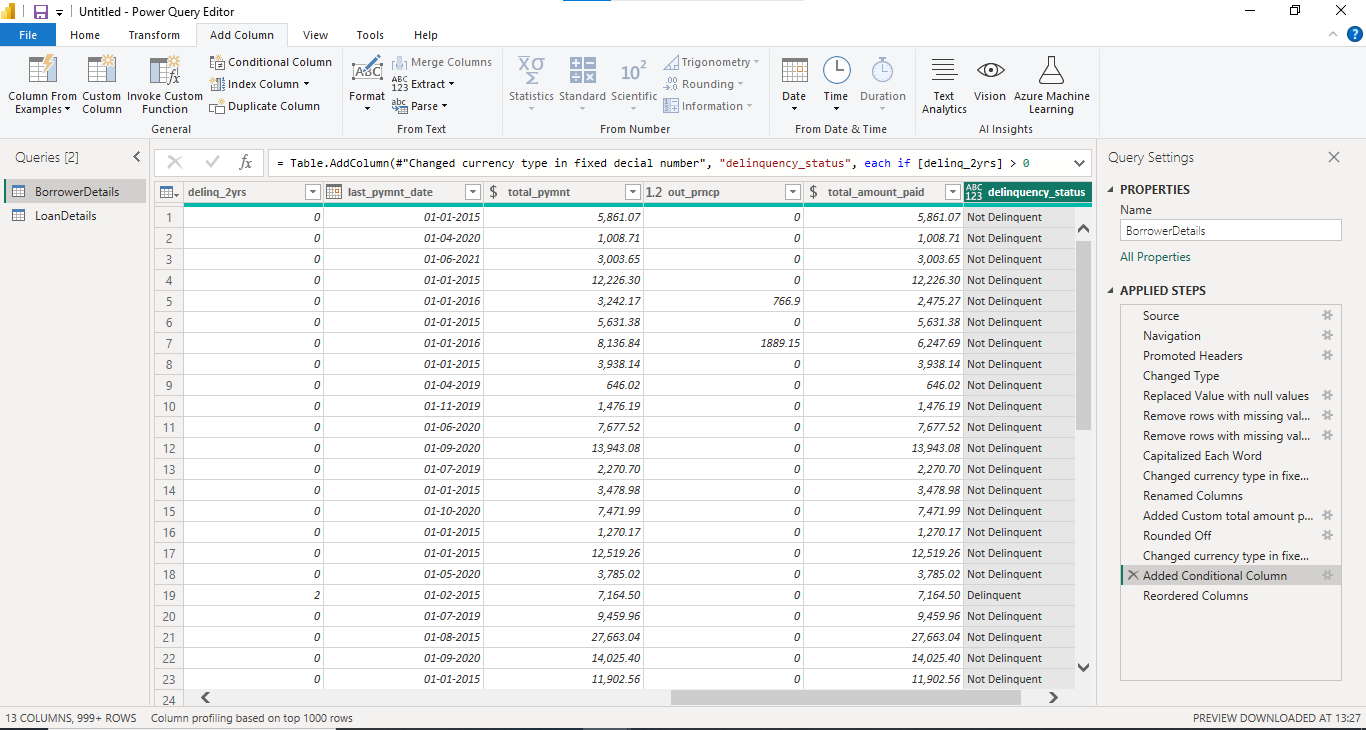 Untitled - Power Query Editor
File Home Transform Add Column View Tools Help
Column From Examples
Custom Column
Invoke Custom Function
Conditional Column
Index Column
Duplicate Column
General
Format
Merge Columns
Extract
Parse
From Text
Statistics
Standard
Scientific
Trigonometry
Rounding
Information
From Number
Date
Time
Duration
From Date & Time
Text Analytics
Vision
Azure Machine Learning
AI Insights
Queries [2]
BorrowerDetails
LoanDetails
= Table.AddColumn(#"Changed currency type in fixed decial number", "delinquency_status", each if [delinq_2yrs] > 0
delinq_2yrs last_pymnt_date $ total_pymnt 1.2 out_prncp $ total_amount_paid ABC 123 delinquency_status
1 0 01-01-2015 5,861.07 0 5,861.07 Not Delinquent
2 0 01-04-2020 1,008.71 0 1,008.71 Not Delinquent
3 0 01-06-2021 3,003.65 0 3,003.65 Not Delinquent
4 0 01-01-2015 12,226.30 0 12,226.30 Not Delinquent
5 0 01-01-2016 3,242.17 766.9 2,475.27 Not Delinquent
6 0 01-01-2015 5,631.38 0 5,631.38 Not Delinquent
7 0 01-01-2016 8,136.84 1889.15 6,247.69 Not Delinquent
8 0 01-01-2015 3,938.14 0 3,938.14 Not Delinquent
9 0 01-04-2019 646.02 0 646.02 Not Delinquent
10 0 01-11-2019 1,476.19 0 1,476.19 Not Delinquent
11 0 01-06-2020 7,677.52 0 7,677.52 Not Delinquent
12 0 01-09-2020 13,943.08 0 13,943.08 Not Delinquent
13 0 01-07-2019 2,270.70 0 2,270.70 Not Delinquent
14 0 01-01-2015 3,478.98 0 3,478.98 Not Delinquent
15 0 01-10-2020 7,471.99 0 7,471.99 Not Delinquent
16 0 01-01-2015 1,270.17 0 1,270.17 Not Delinquent
17 0 01-01-2015 12,519.26 0 12,519.26 Not Delinquent
18 0 01-05-2020 3,785.02 0 3,785.02 Not Delinquent
19 2 01-02-2015 7,164.50 0 7,164.50 Delinquent
20 0 01-07-2019 9,459.96 0 9,459.96 Not Delinquent
21 0 01-08-2015 27,663.04 0 27,663.04 Not Delinquent
22 0 01-09-2020 14,025.40 0 14,025.40 Not Delinquent
23 0 01-01-2015 11,902.56 0 11,902.56 Not Delinquent
24
Query Settings
PROPERTIES
Name
BorrowerDetails
All Properties
APPLIED STEPS
Source
Navigation
Promoted Headers
Changed Type
Replaced Value with null values
Remove rows with missing val...
Remove rows with missing val...
Capitalized Each Word
Changed currency type in fixe...
Renamed Columns
Added Custom total amount p...
Rounded Off
Changed currency type in fixe...
Added Conditional Column
Reordered Columns
13 COLUMNS, 999+ ROWS Column profiling based on top 1000 rows PREVIEW DOWNLOADED AT 13:27